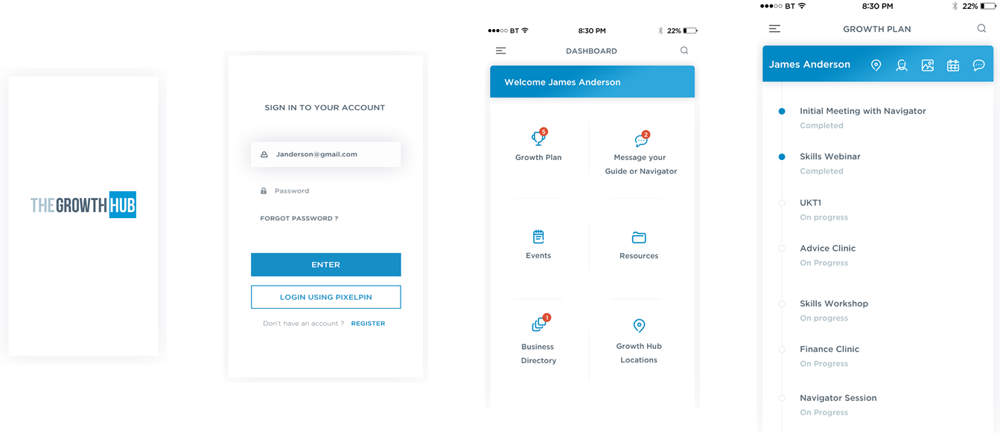 THE GROWTH HUB
SIGN IN TO YOUR ACCOUNT
Janderson@gmail.com
Password
FORGOT PASSWORD ?
ENTER
LOGIN USING PIXELPIN
Don't have an account ? REGISTER
BT 8:30 PM 22%
DASHBOARD
Welcome James Anderson
5
Growth Plan
2
Message your
Guide or Navigator
Events
Resources
1
Business
Directory
Growth Hub
Locations
BT 8:30 PM 22%
GROWTH PLAN
James Anderson
Initial Meeting with Navigator
Completed
Skills Webinar
Completed
UKT1
On progress
Advice Clinic
On Progress
Skills Workshop
On progress
Finance Clinic
On Progress
Navigator Session
On Progress